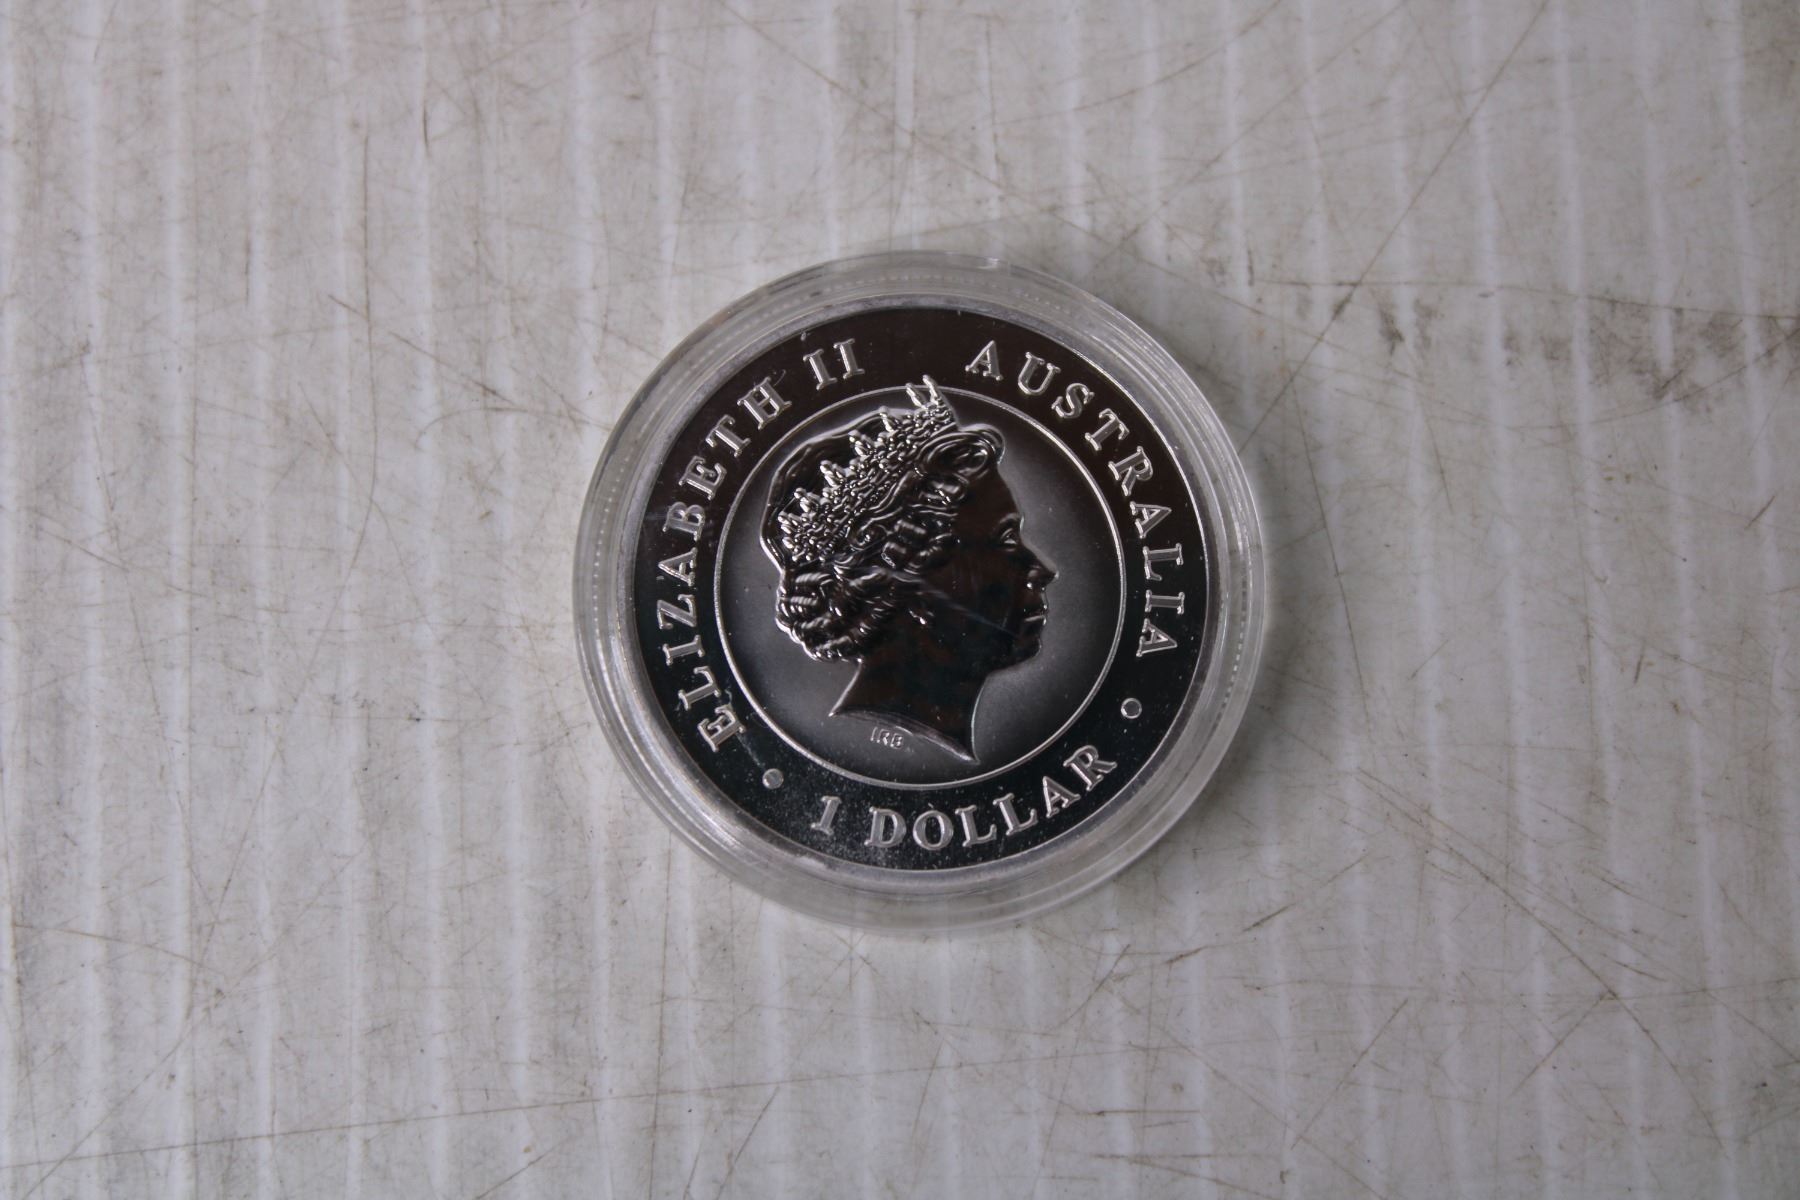 ELIZABETH II AUSTRALIA
IRB
1 DOLLAR